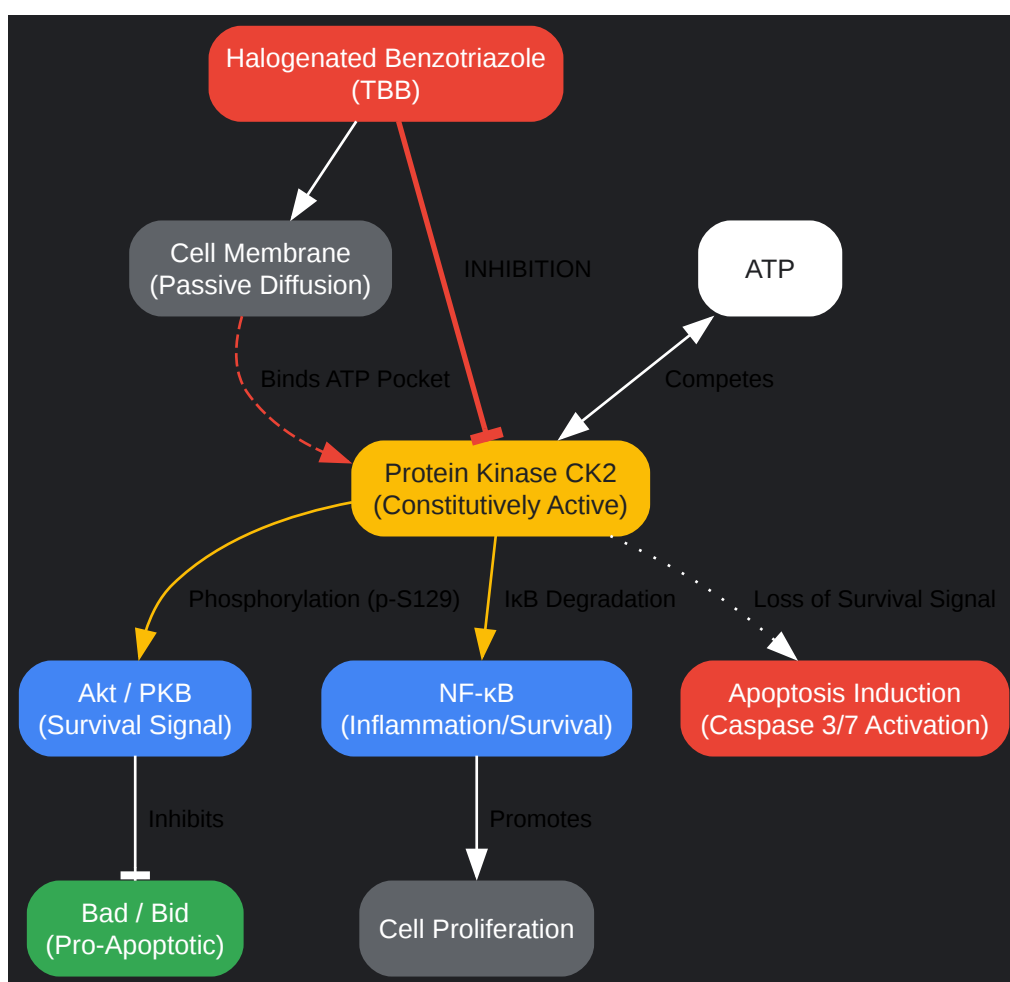 Halogenated Benzotriazole
(TBB)
Cell Membrane
(Passive Diffusion)
INHIBITION
ATP
Binds ATP Pocket
Competes
Protein Kinase CK2
(Constitutively Active)
Phosphorylation (p-S129)
IκB Degradation
Loss of Survival Signal
Akt / PKB
(Survival Signal)
NF-κB
(Inflammation/Survival)
Apoptosis Induction
(Caspase 3/7 Activation)
Inhibits
Promotes
Bad / Bid
(Pro-Apoptotic)
Cell Proliferation